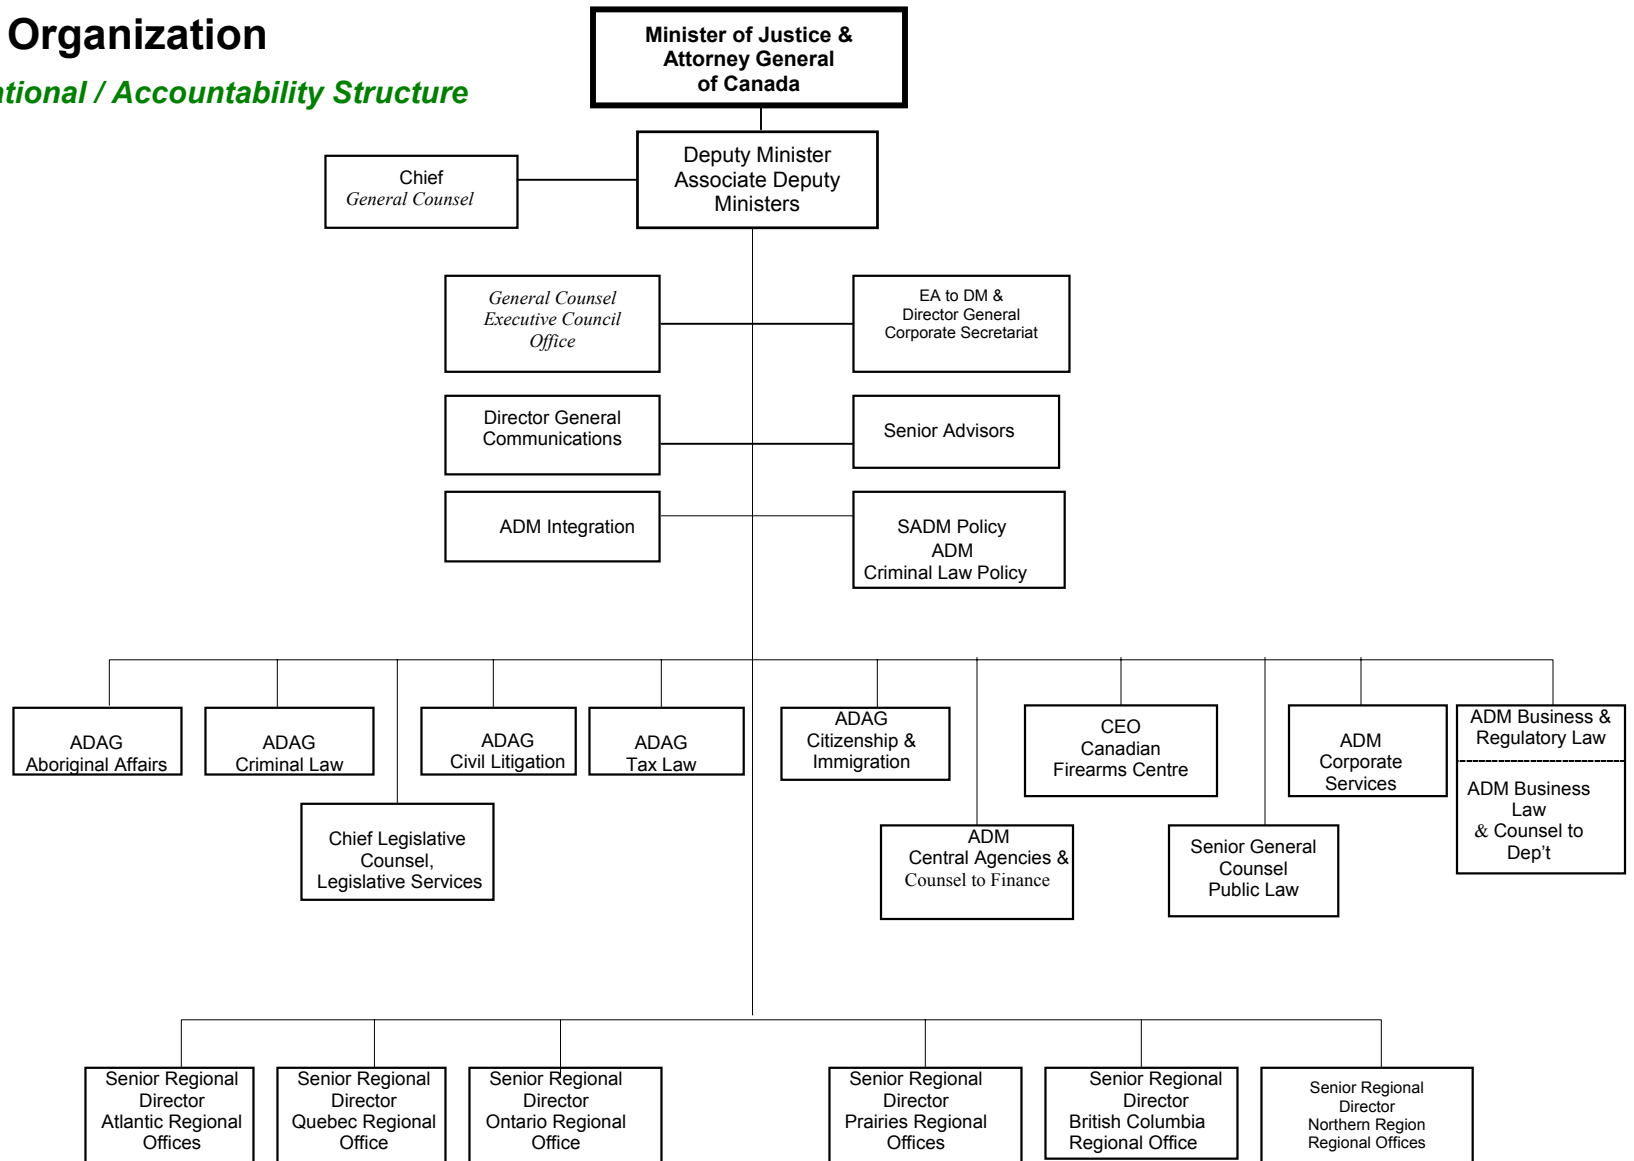 Organization
ational / Accountability Structure
Minister of Justice &
Attorney General
of Canada
Deputy Minister
Associate Deputy
Ministers
Chief
General Counsel
General Counsel
Executive Council
Office
EA to DM &
Director General
Corporate Secretariat
Director General
Communications
Senior Advisors
ADM Integration
SADM Policy
ADM
Criminal Law Policy
ADAG
Aboriginal Affairs
ADAG
Criminal Law
Chief Legislative
Counsel,
Legislative Services
ADAG
Civil Litigation
ADAG
Tax Law
ADAG
Citizenship &
Immigration
ADM
Central Agencies &
Counsel to Finance
CEO
Canadian
Firearms Centre
Senior General
Counsel
Public Law
ADM
Corporate
Services
ADM Business &
Regulatory Law
ADM Business
Law
& Counsel to
Dep’t
Senior Regional
Director
Atlantic Regional
Offices
Senior Regional
Director
Quebec Regional
Office
Senior Regional
Director
Ontario Regional
Office
Senior Regional
Director
Prairies Regional
Offices
Senior Regional
Director
British Columbia
Regional Office
Senior Regional
Director
Northern Region
Regional Offices